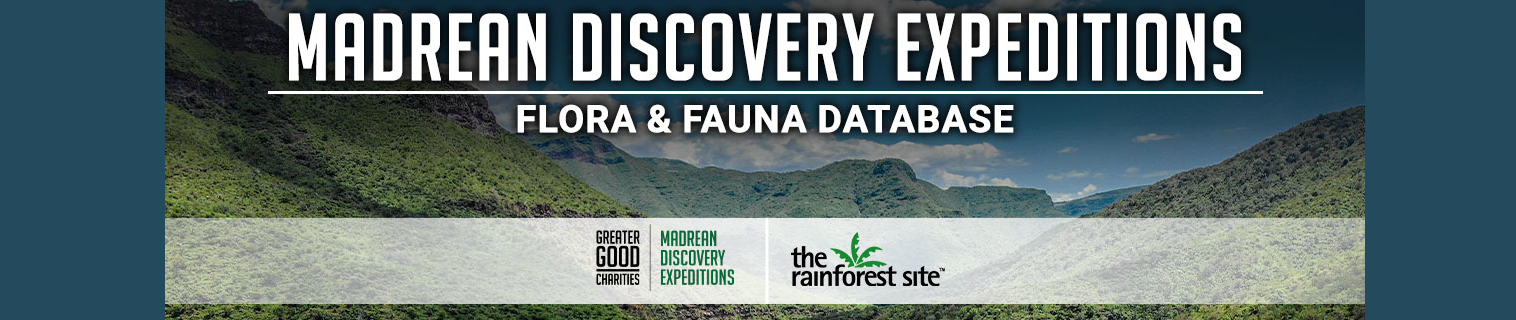 MADREAN DISCOVERY EXPEDITIONS
FLORA & FAUNA DATABASE
GREATER
GOOD
CHARITIES
MADREAN
DISCOVERY
EXPEDITIONS
the
rainforest site™